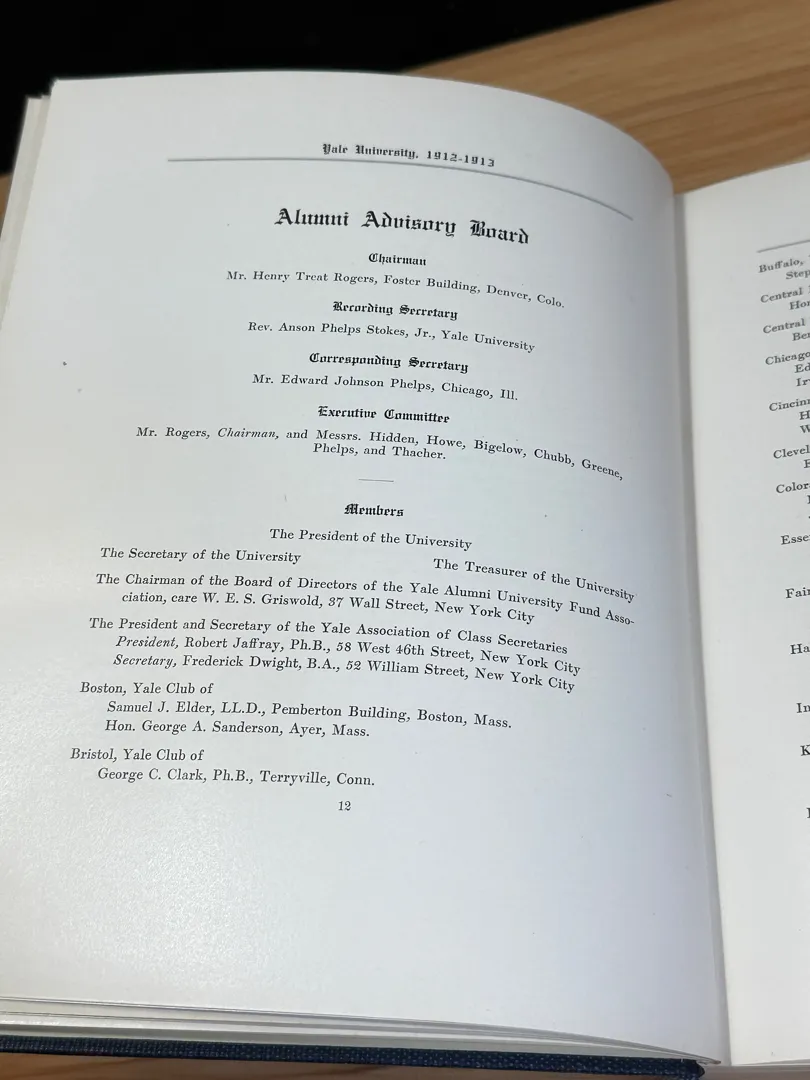 Yale University, 1912-1913
Alumni Advisory Board
Chairman
Mr. Henry Treat Rogers, Foster Building, Denver, Colo.
Recording Secretary
Rev. Anson Phelps Stokes, Jr., Yale University
Corresponding Secretary
Mr. Edward Johnson Phelps, Chicago, Ill.
Executive Committee
Mr. Rogers, Chairman, and Messrs. Hidden, Howe, Bigelow, Chubb, Greene,
Phelps, and Thacher.
Members
The President of the University
The Secretary of the University The Treasurer of the University
The Chairman of the Board of Directors of the Yale Alumni University Fund Asso-
ciation, care W. E. S. Griswold, 37 Wall Street, New York City
The President and Secretary of the Yale Association of Class Secretaries
President, Robert Jaffray, Ph.B., 58 West 46th Street, New York City
Secretary, Frederick Dwight, B.A., 52 William Street, New York City
Boston, Yale Club of
Samuel J. Elder, LL.D., Pemberton Building, Boston, Mass.
Hon. George A. Sanderson, Ayer, Mass.
Bristol, Yale Club of
George C. Clark, Ph.B., Terryville, Conn.
12
Buffalo,
Step
Central
Hon
Central
Be
Chicago
Ed
Ir
Cincin
H
W
Clevel
Color
Esse
Fai
Ha
In
K